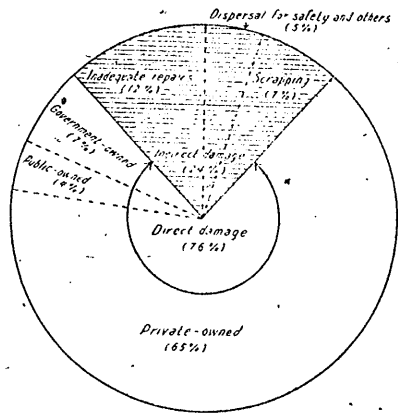 Dispersal for safety and others
(5%)
Inadequate repairs
(12%)
Scrapping
(7%)
Government-owned
(7%)
Public-owned
(4%)
Indirect damage
(24%)
Direct damage
(76%)
Private-owned
(65%)